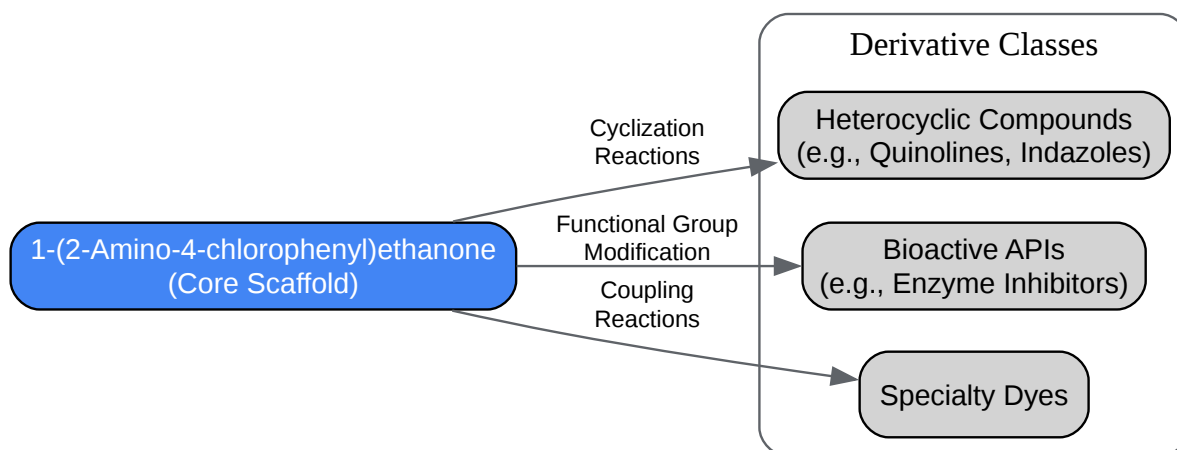 Derivative Classes
Cyclization
Reactions
Heterocyclic Compounds
(e.g., Quinolines, Indazoles)
1-(2-Amino-4-chlorophenyl)ethanone
(Core Scaffold)
Functional Group
Modification
Bioactive APIs
(e.g., Enzyme Inhibitors)
Coupling
Reactions
Specialty Dyes